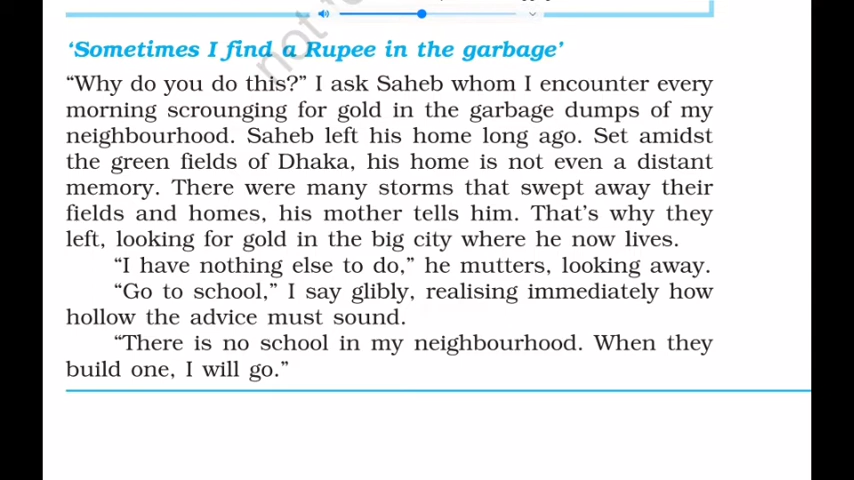 ‘Sometimes I find a Rupee in the garbage’
“Why do you do this?” I ask Saheb whom I encounter every
morning scrounging for gold in the garbage dumps of my
neighbourhood. Saheb left his home long ago. Set amidst
the green fields of Dhaka, his home is not even a distant
memory. There were many storms that swept away their
fields and homes, his mother tells him. That’s why they
left, looking for gold in the big city where he now lives.
“I have nothing else to do,” he mutters, looking away.
“Go to school,” I say glibly, realising immediately how
hollow the advice must sound.
“There is no school in my neighbourhood. When they
build one, I will go.”